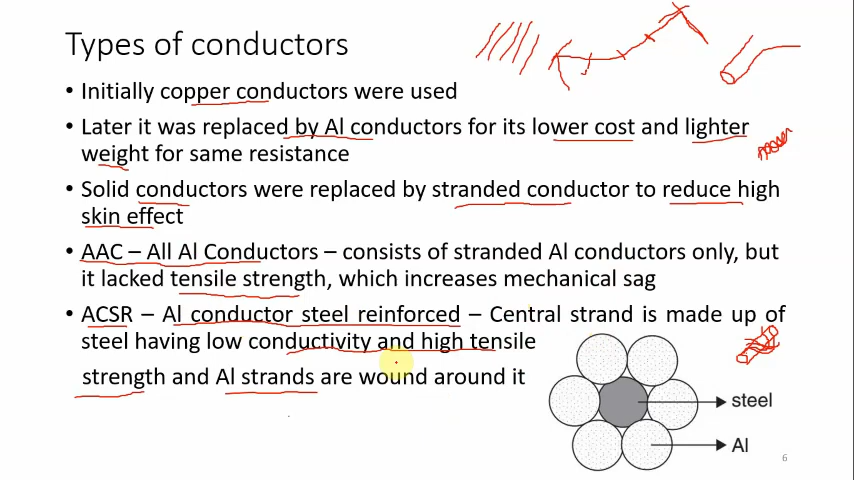 Types of conductors
• Initially copper conductors were used
• Later it was replaced by Al conductors for its lower cost and lighter
weight for same resistance
• Solid conductors were replaced by stranded conductor to reduce high
skin effect
• AAC – All Al Conductors – consists of stranded Al conductors only, but
it lacked tensile strength, which increases mechanical sag
• ACSR – Al conductor steel reinforced – Central strand is made up of
steel having low conductivity and high tensile
strength and Al strands are wound around it
steel
Al
6